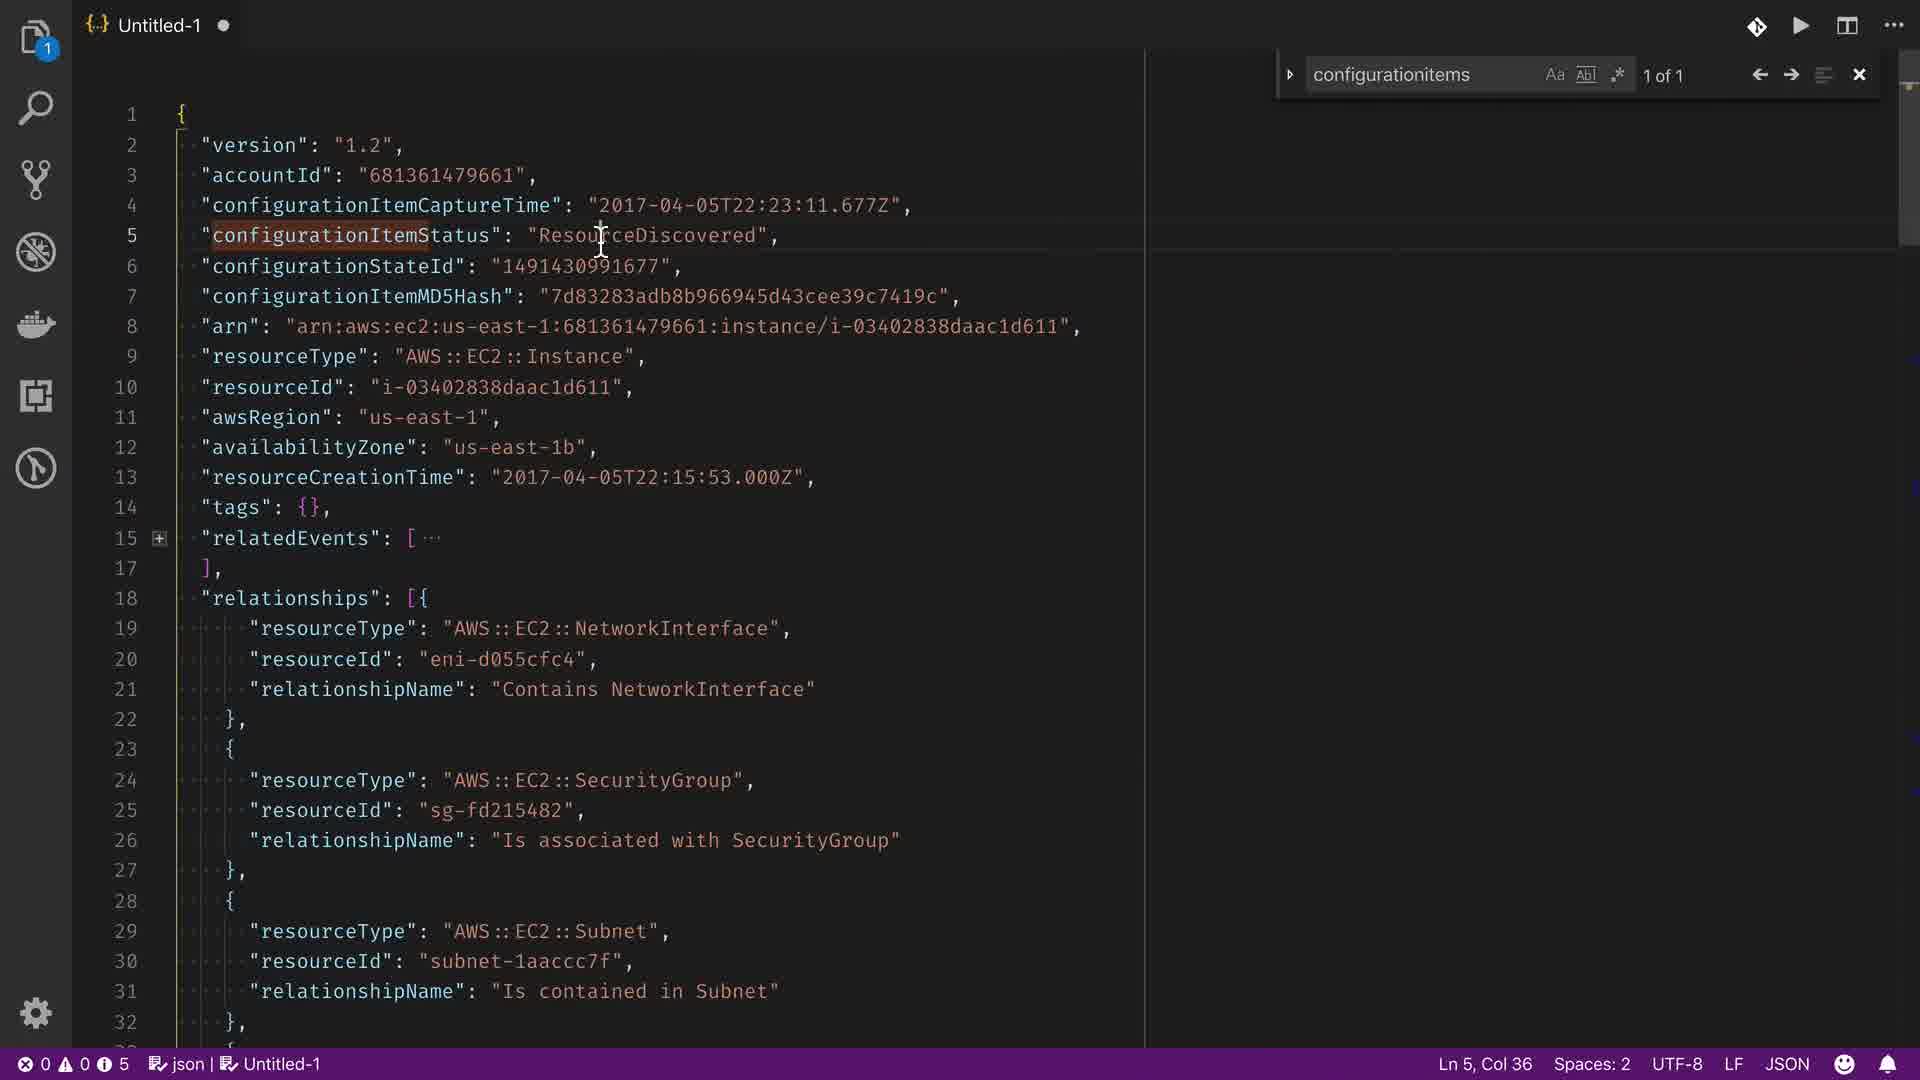 1
{..} Untitled-1
configurationitems Aa Abl .* 1 of 1
1 {
2 "version": "1.2",
3 "accountId": "681361479661",
4 "configurationItemCaptureTime": "2017-04-05T22:23:11.677Z",
5 "configurationItemStatus": "ResourceDiscovered",
6 "configurationStateId": "1491430991677",
7 "configurationItemMD5Hash": "7d83283adb8b966945d43cee39c7419c",
8 "arn": "arn:aws:ec2:us-east-1:681361479661:instance/i-03402838daac1d611",
9 "resourceType": "AWS::EC2::Instance",
10 "resourceId": "i-03402838daac1d611",
11 "awsRegion": "us-east-1",
12 "availabilityZone": "us-east-1b",
13 "resourceCreationTime": "2017-04-05T22:15:53.000Z",
14 "tags": {},
15 "relatedEvents": [ ···
17 ],
18 "relationships": [{
19 "resourceType": "AWS::EC2::NetworkInterface",
20 "resourceId": "eni-d055cfc4",
21 "relationshipName": "Contains NetworkInterface"
22 },
23 {
24 "resourceType": "AWS::EC2::SecurityGroup",
25 "resourceId": "sg-fd215482",
26 "relationshipName": "Is associated with SecurityGroup"
27 },
28 {
29 "resourceType": "AWS::EC2::Subnet",
30 "resourceId": "subnet-1aaccc7f",
31 "relationshipName": "Is contained in Subnet"
32 },
0 0 5 json | Untitled-1 Ln 5, Col 36 Spaces: 2 UTF-8 LF JSON